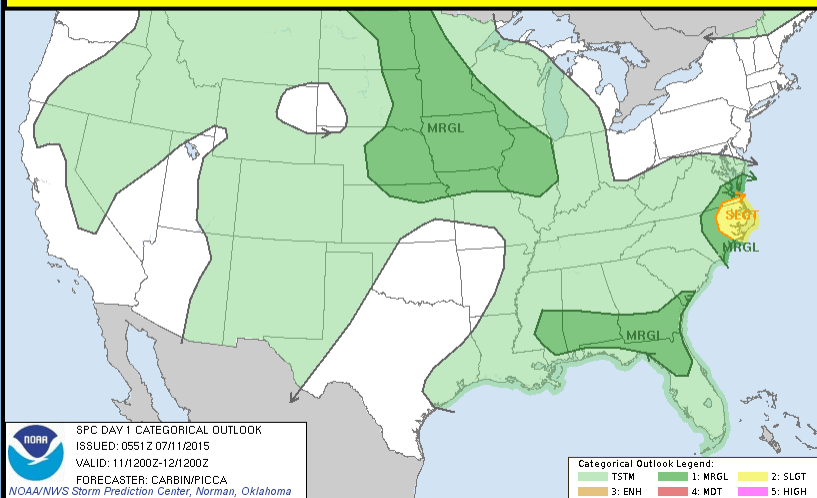 MRGL
SLGT
MRGL
MRGL
SPC DAY 1 CATEGORICAL OUTLOOK
ISSUED: 0551Z 07/11/2015
VALID: 11/1200Z-12/1200Z
FORECASTER: CARBIN/PICCA
NOAA/NWS Storm Prediction Center, Norman, Oklahoma
NOAA
Categorical Outlook Legend:
TSTM 1: MRGL 2: SLGT
3: ENH 4: MDT 5: HIGH